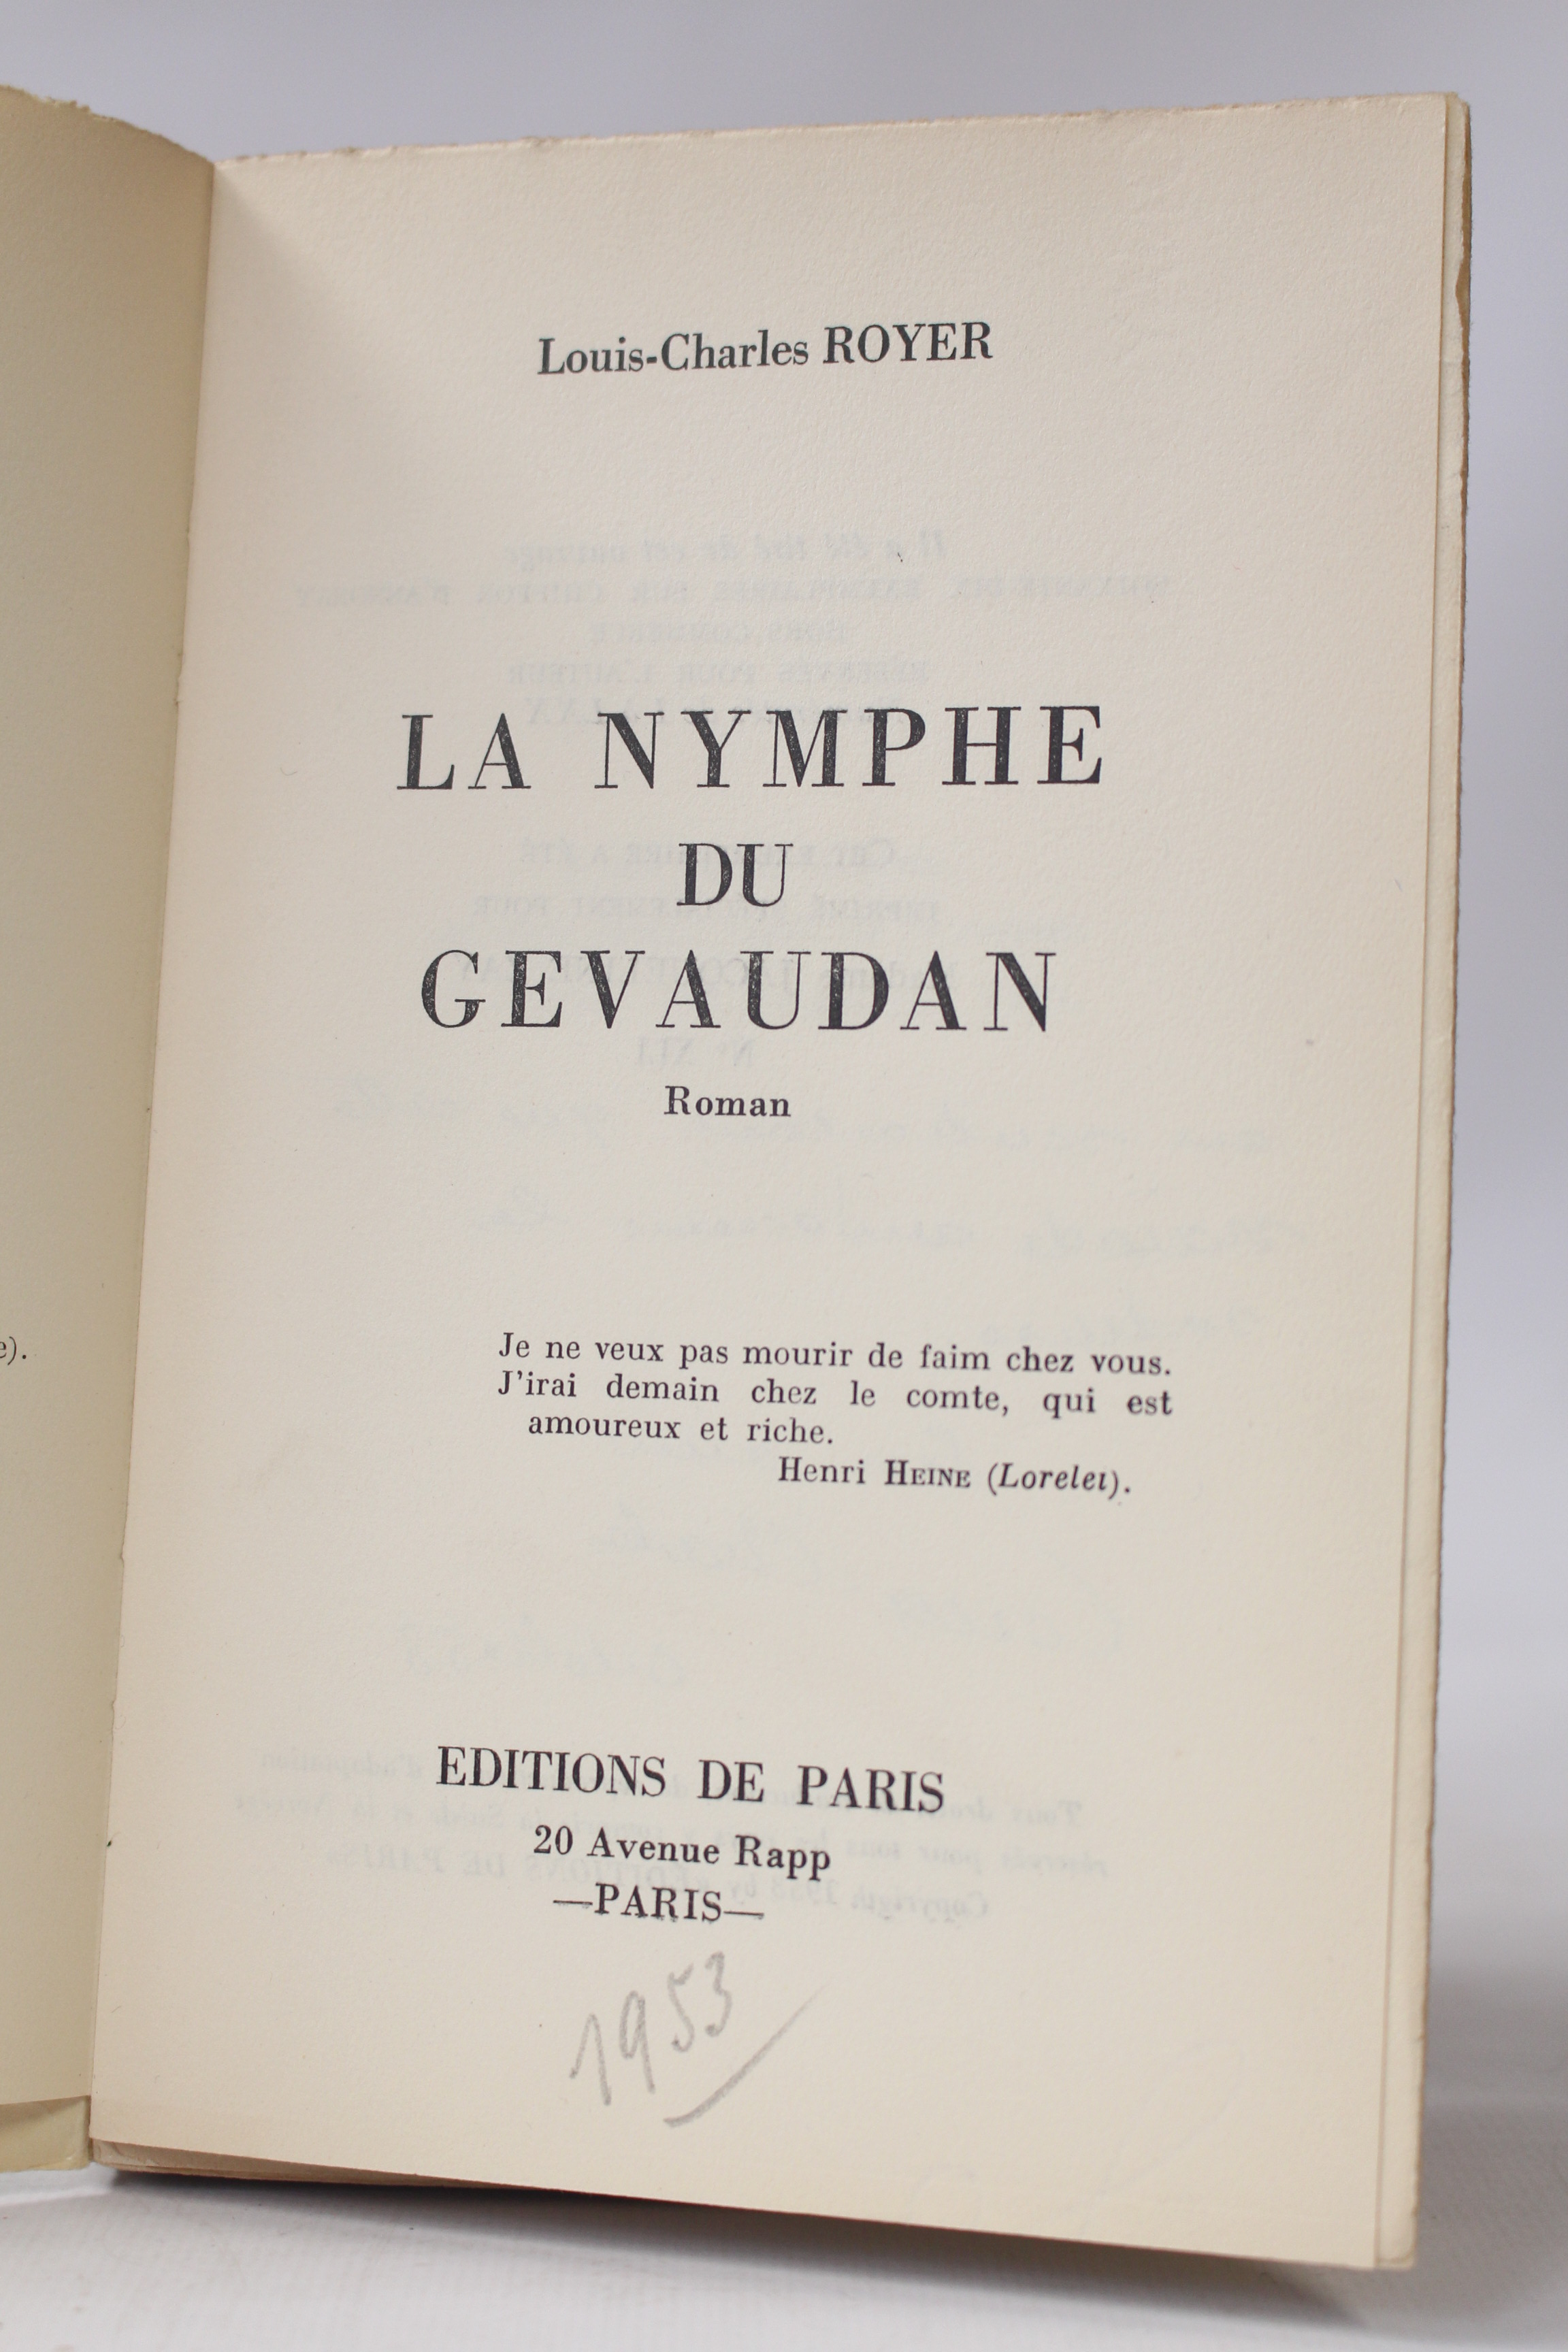 Louis-Charles ROYER
LA NYMPHE
DU
GEVAUDAN
Roman
Je ne veux pas mourir de faim chez vous.
J'irai demain chez le comte, qui est
amoureux et riche.
Henri HEINE (Lorelei).
EDITIONS DE PARIS
20 Avenue Rapp
—PARIS—
1953
e).